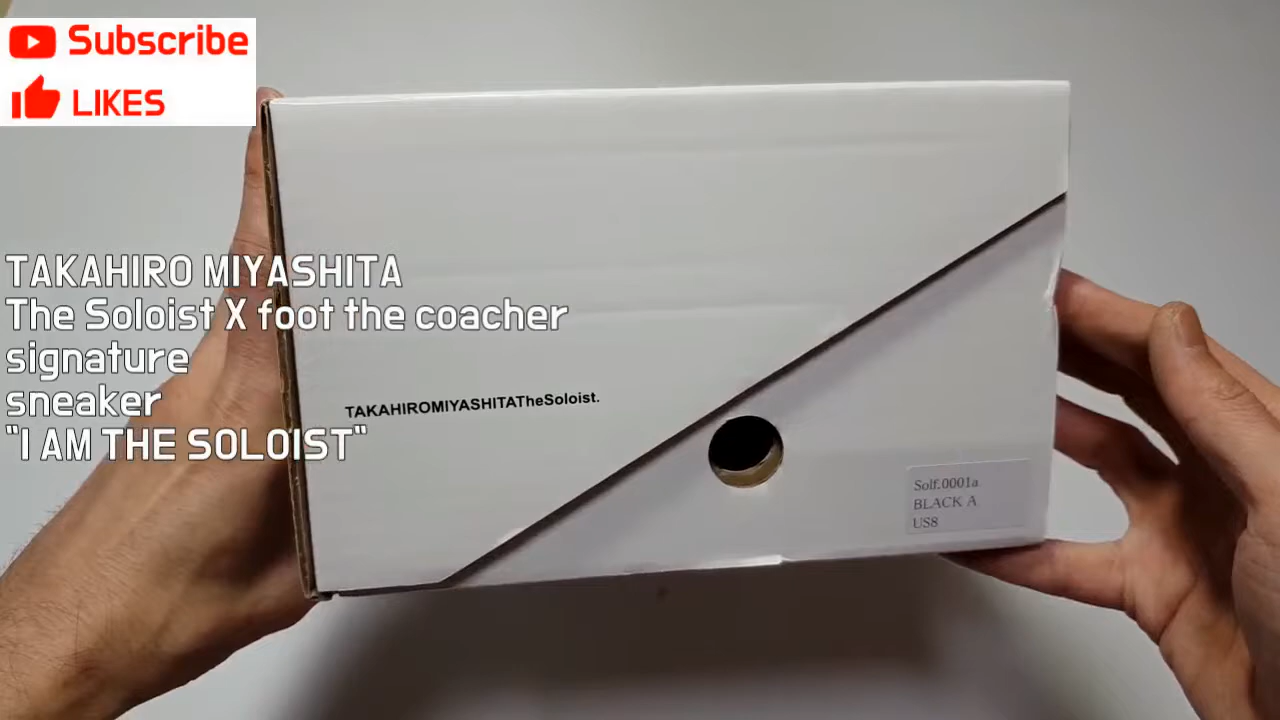 Subscribe
LIKES
TAKAHIRO MIYASHITA
The Soloist X foot the coacher
signature
sneaker
"I AM THE SOLOIST"
TAKAHIROMIYASHITATheSoloist.
Solf.0001a
BLACK A
US8